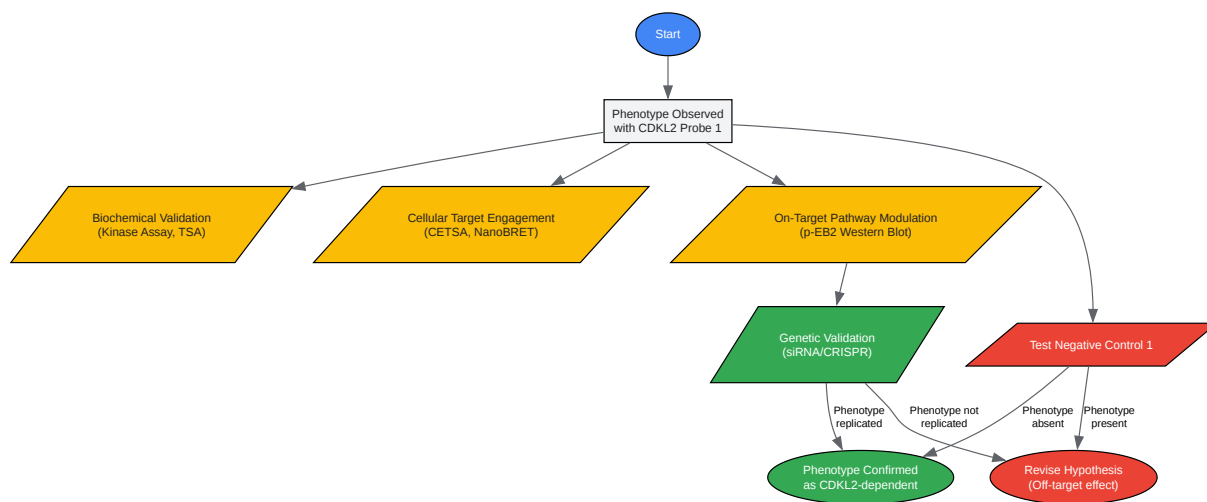 Start
Phenotype Observed
with CDKL2 Probe 1
Biochemical Validation
(Kinase Assay, TSA)
Cellular Target Engagement
(CETSA, NanoBRET)
On-Target Pathway Modulation
(p-EB2 Western Blot)
Genetic Validation
(siRNA/CRISPR)
Test Negative Control 1
Phenotype
replicated
Phenotype not
replicated
Phenotype
absent
Phenotype
present
Phenotype Confirmed
as CDKL2-dependent
Revise Hypothesis
(Off-target effect)